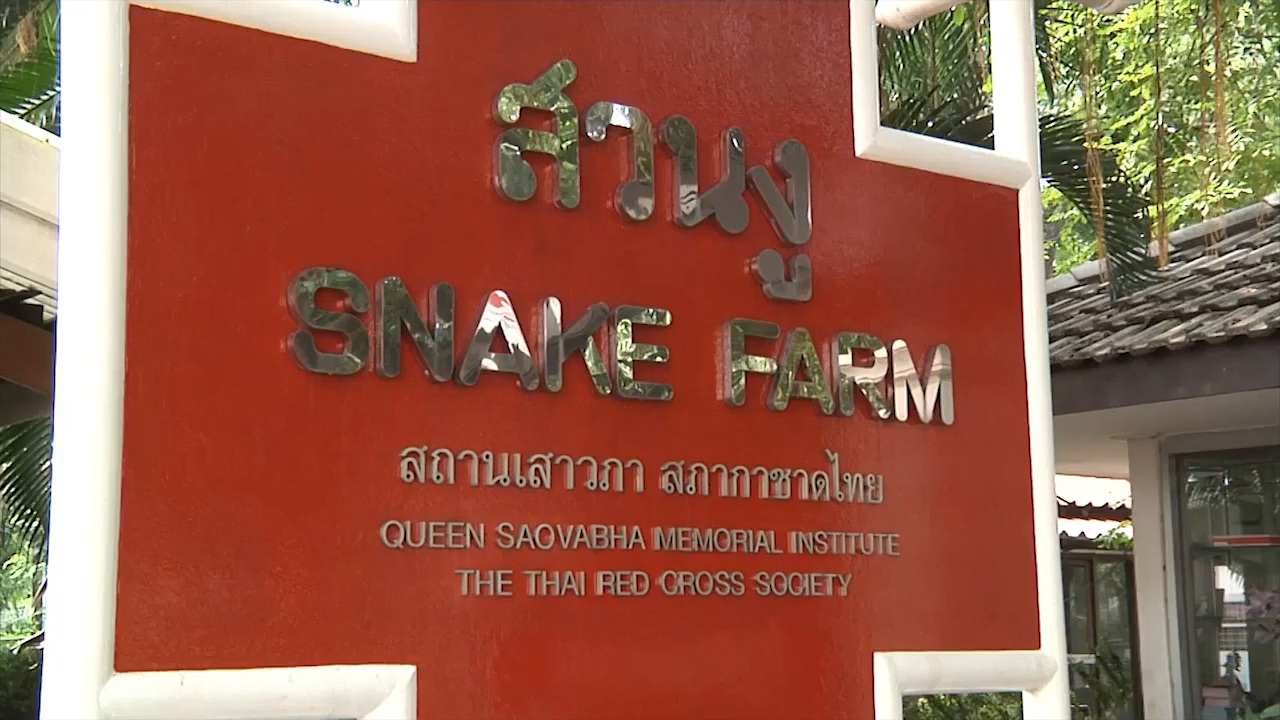 สวนงู
SNAKE FARM
สถานเสาวภา สภากาชาดไทย
QUEEN SAOVABHA MEMORIAL INSTITUTE
THE THAI RED CROSS SOCIETY